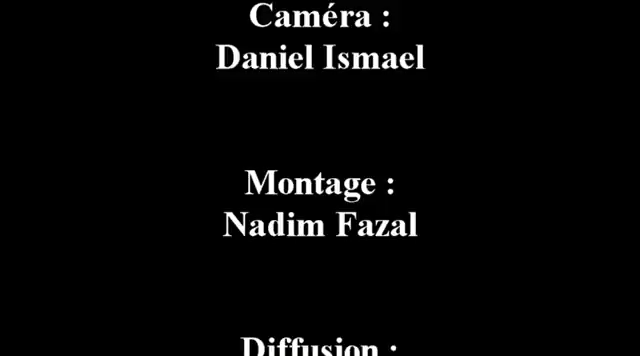 Caméra :
Daniel Ismael
Montage :
Nadim Fazal
Diffusion :